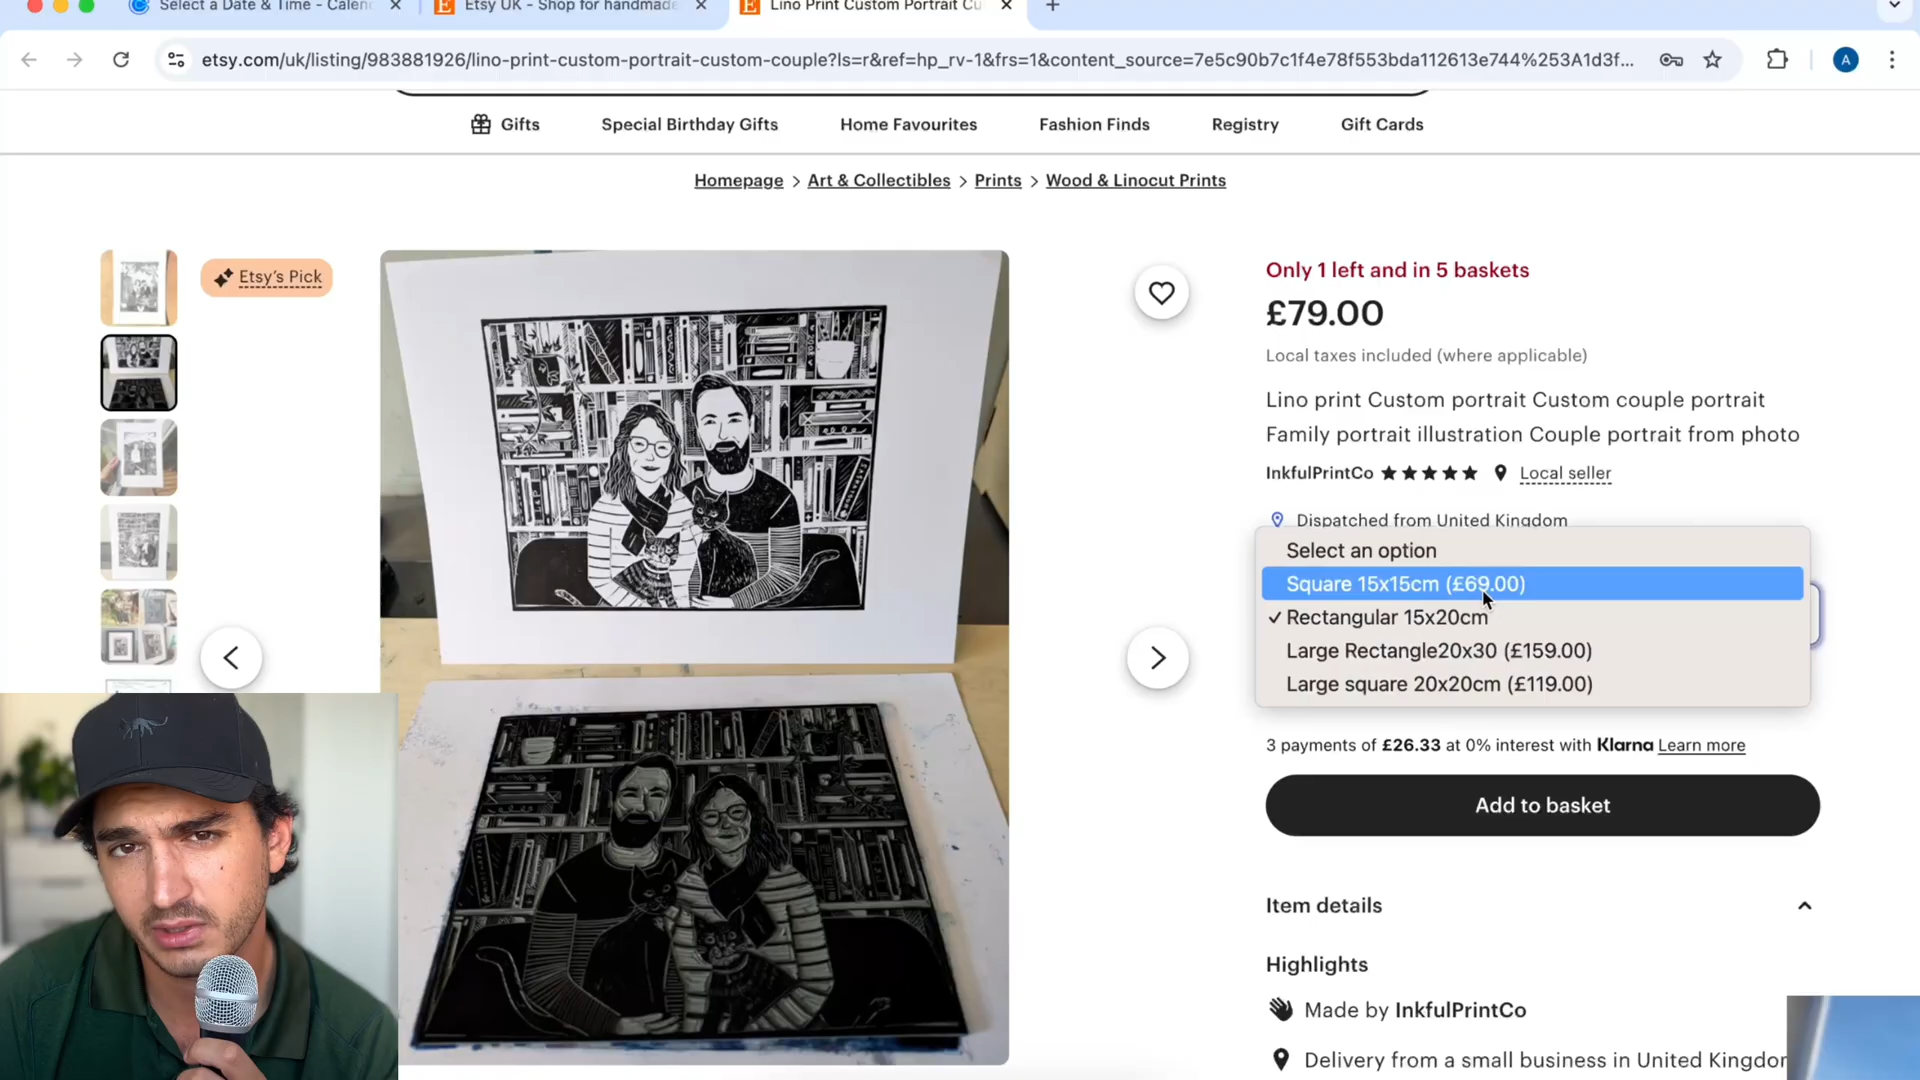 Select a Date & Time - Calen
Etsy UK - Shop for handmade
Lino Print Custom Portrait Cu
etsy.com/uk/listing/983881926/lino-print-custom-portrait-custom-couple?ls=r&ref=hp_rv-1&frs=1&content_source=7e5c90b7c1f4e78f553bda112613e744%253A1d3f...
A
Gifts
Special Birthday Gifts
Home Favourites
Fashion Finds
Registry
Gift Cards
Homepage > Art & Collectibles > Prints > Wood & Linocut Prints
Etsy's Pick
Only 1 left and in 5 baskets
£79.00
Local taxes included (where applicable)
Lino print Custom portrait Custom couple portrait
Family portrait illustration Couple portrait from photo
InkfulPrintCo ★★★★★ Local seller
Dispatched from United Kingdom
Select an option
Square 15x15cm (£69.00)
✓ Rectangular 15x20cm
Large Rectangle20x30 (£159.00)
Large square 20x20cm (£119.00)
3 payments of £26.33 at 0% interest with Klarna Learn more
Add to basket
Item details
Highlights
Made by InkfulPrintCo
Delivery from a small business in United Kingdom